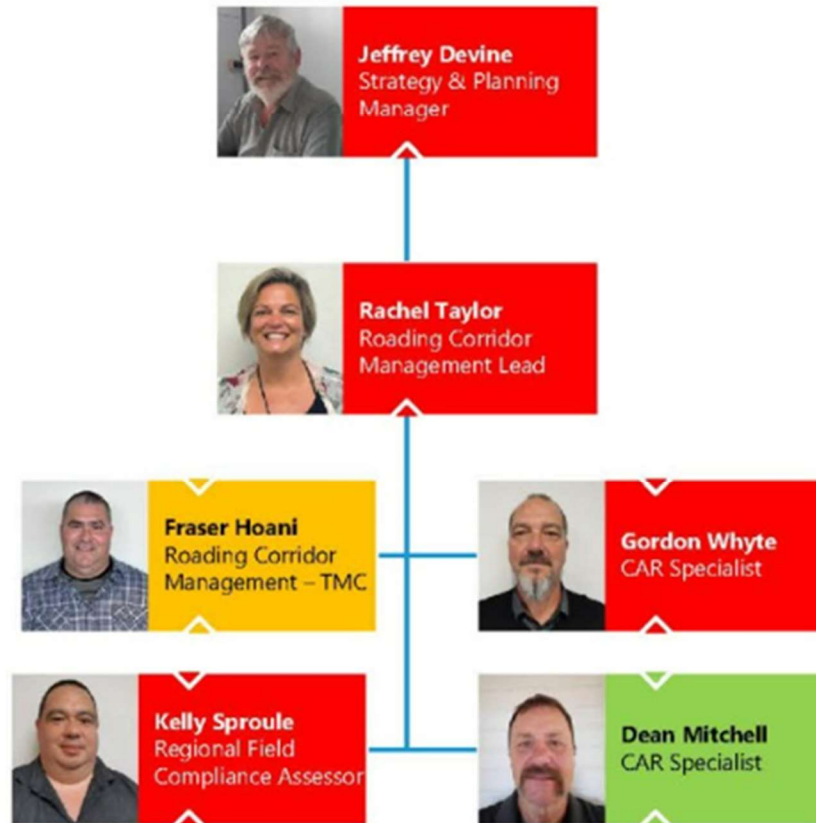 Jeffrey Devine
Strategy & Planning
Manager
Rachel Taylor
Roading Corridor
Management Lead
Fraser Hoani
Roading Corridor
Management – TMC
Gordon Whyte
CAR Specialist
Kelly Sproule
Regional Field
Compliance Assessor
Dean Mitchell
CAR Specialist